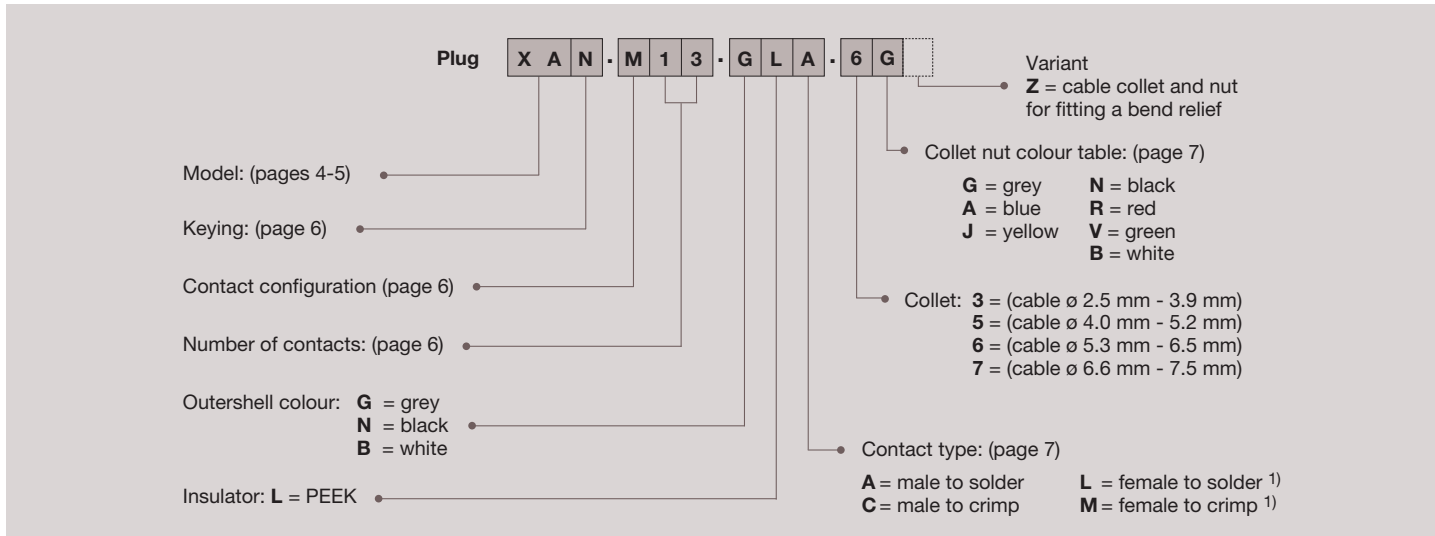 Plug X A N . M 1 3 . G L A . 6 G
Variant
Z = cable collet and nut
for fitting a bend relief
Collet nut colour table: (page 7)
G = grey N = black
A = blue R = red
J = yellow V = green
B = white
Model: (pages 4-5)
Keying: (page 6)
Contact configuration (page 6)
Collet: 3 = (cable ø 2.5 mm - 3.9 mm)
5 = (cable ø 4.0 mm - 5.2 mm)
6 = (cable ø 5.3 mm - 6.5 mm)
7 = (cable ø 6.6 mm - 7.5 mm)
Number of contacts: (page 6)
Outershell colour: G = grey
N = black
B = white
Contact type: (page 7)
A = male to solder L = female to solder 1)
C = male to crimp M = female to crimp 1)
Insulator: L = PEEK